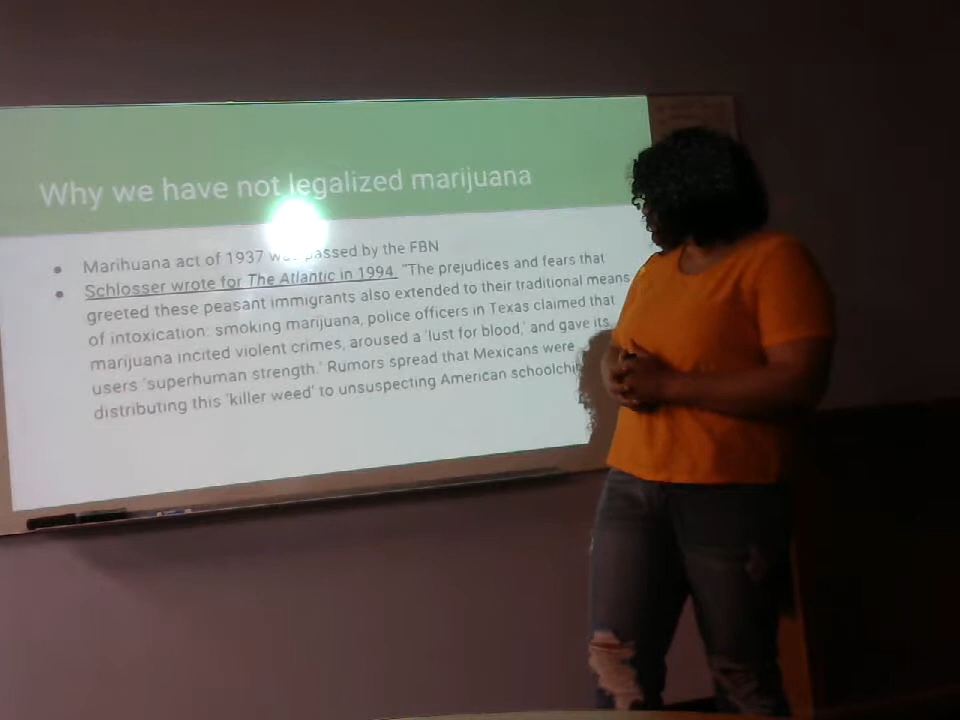 Why we have not legalized marijuana
Marihuana act of 1937 passed by the FBN
Schlosser wrote for The Atlantic in 1994. "The prejudices and fears that
greeted these peasant immigrants also extended to their traditional means
of intoxication: smoking marijuana, police officers in Texas claimed that
marijuana incited violent crimes, aroused a 'lust for blood,' and gave its
users 'superhuman strength.' Rumors spread that Mexicans were
distributing this 'killer weed' to unsuspecting American